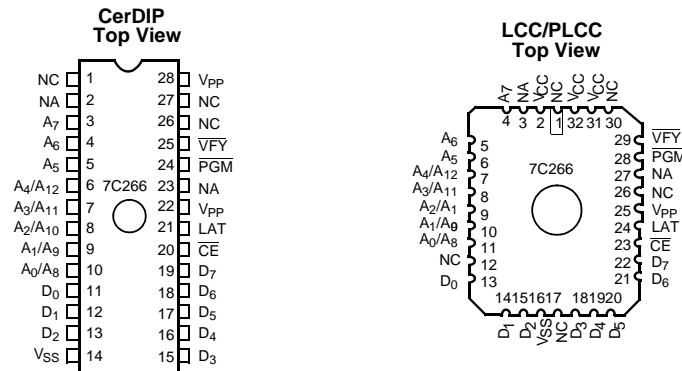 CerDIP
Top View
NC 1 28 VPP
NA 2 27 NC
A7 3 26 NC
A6 4 25 VFY
A5 5 24 PGM
A4/A12 6 7C266 23 NA
A3/A11 7 22 VPP
A2/A10 8 21 LAT
A1/A9 9 20 CE
A0/A8 10 19 D7
D0 11 18 D6
D1 12 17 D5
D2 13 16 D4
VSS 14 15 D3
LCC/PLCC
Top View
A7 NA VCC NC VCC VCC NC
4 3 2 1 32 31 30
A6 5 29 VFY
A5 6 28 PGM
A4/A12 7 7C266 27 NA
A3/A11 8 26 NC
A2/A1 9 25 VPP
A1/A9 10 24 LAT
A0/A8 11 23 CE
NC 12 22 D7
D0 13 21 D6
14 15 16 17 18 19 20
D1 D2 VSS NC D3 D4 D5